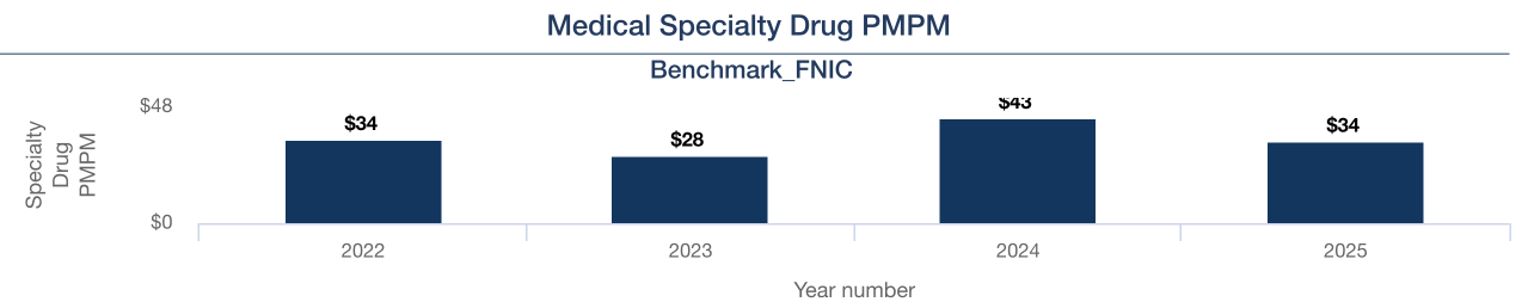 Medical Specialty Drug PMPM
Benchmark_FNIC
$48
$34
$28
$43
$34
Specialty
Drug
PMPM
$0
2022
2023
2024
2025
Year number